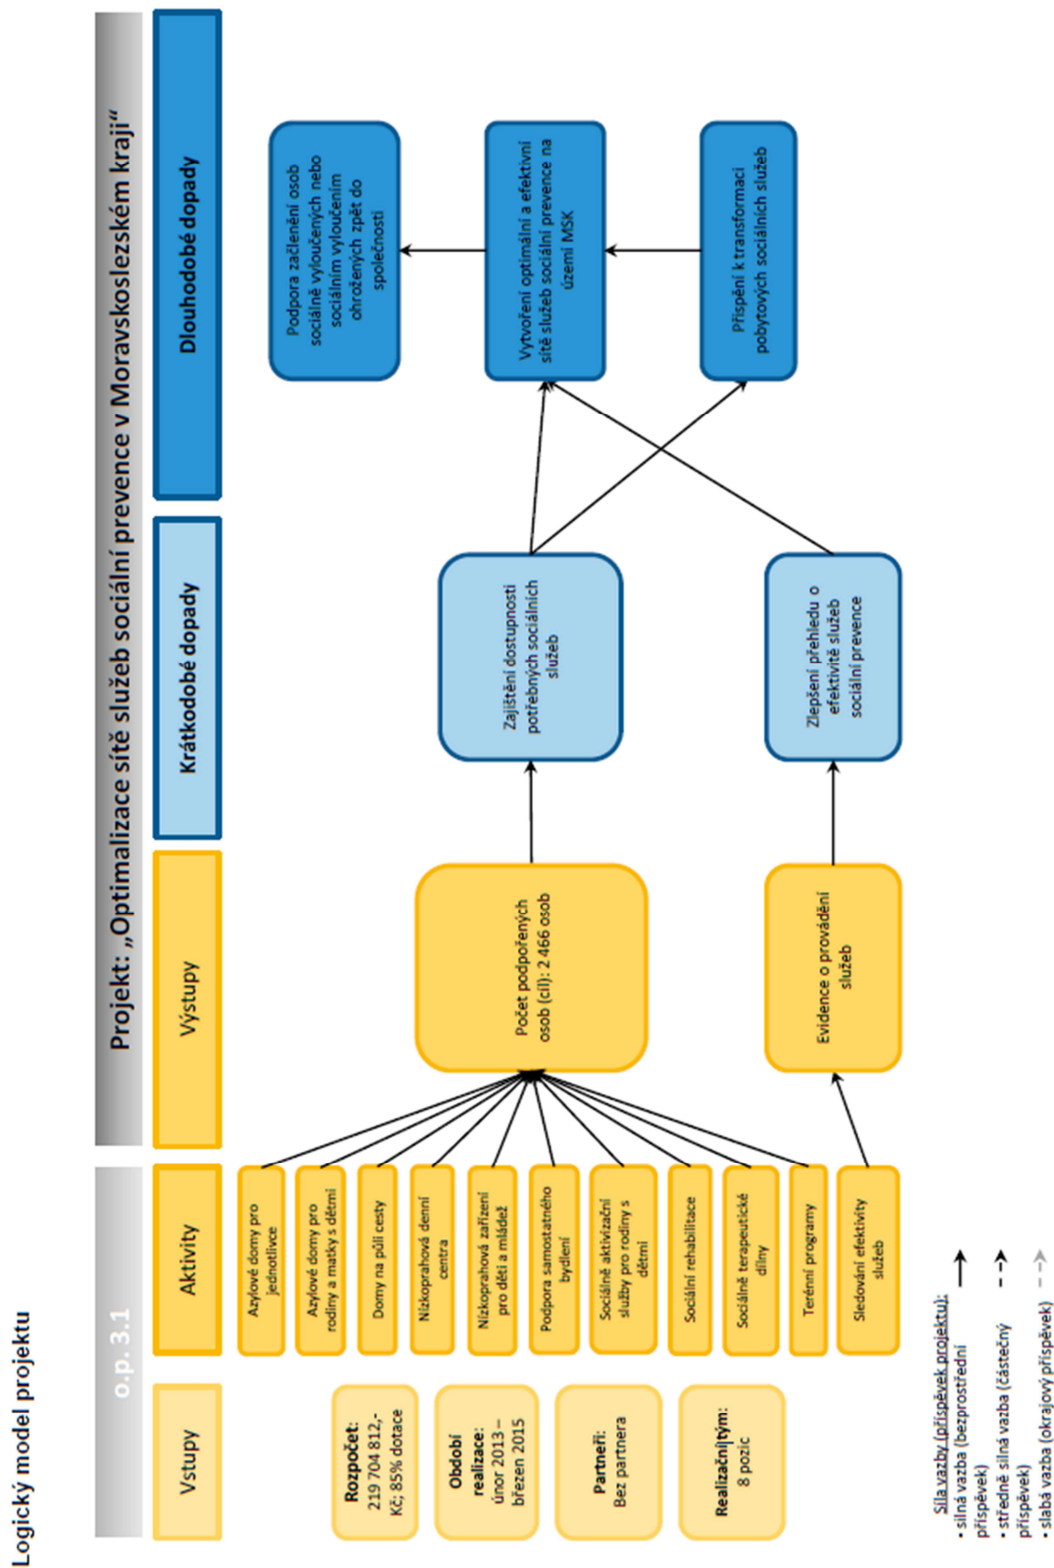 Logický model projektu
o.p. 3.1
Projekt: „Optimalizace sítě služeb sociální prevence v Moravskoslezském kraji“
Vstupy
Aktivity
Výstupy
Krátkodobé dopady
Dlouhodobé dopady
Rozpočet:
219 704 812,-
Kč; 85% dotace
Období
realizace:
únor 2013 –
březen 2015
Partneři:
Bez partnera
Realizační tým:
8 pozic
Azylové domy pro
jednotlivce
Azylové domy pro
rodiny a matky s dětmi
Domy na půli cesty
Nízkoprahová denní
centra
Nízkoprahová zařízení
pro děti a mládež
Podpora samostatného
bydlení
Sociálně aktivizační
služby pro rodiny s
dětmi
Sociální rehabilitace
Sociálně terapeutické
dílny
Terénní programy
Sledování efektivity
služeb
Počet podpořených
osob (cíl): 2 466 osob
Evidence o provádění
služeb
Zajištění dostupnosti
potřebných sociálních
služeb
Zlepšení přehledu o
efektivitě služeb
sociální prevence
Podpora začlenění osob
sociálně vyloučených nebo
sociálním vyloučením
ohrožených zpět do
společnosti
Vytvoření optimální a efektivní
sítě služeb sociální prevence na
území MSK
Přispění k transformaci
pobytových sociálních služeb
Síla vazby (příspěvek projektu):
• silná vazba (bezprostřední
příspěvek)
• středně silná vazba (částečný
příspěvek)
• slabá vazba (okrajový příspěvek)